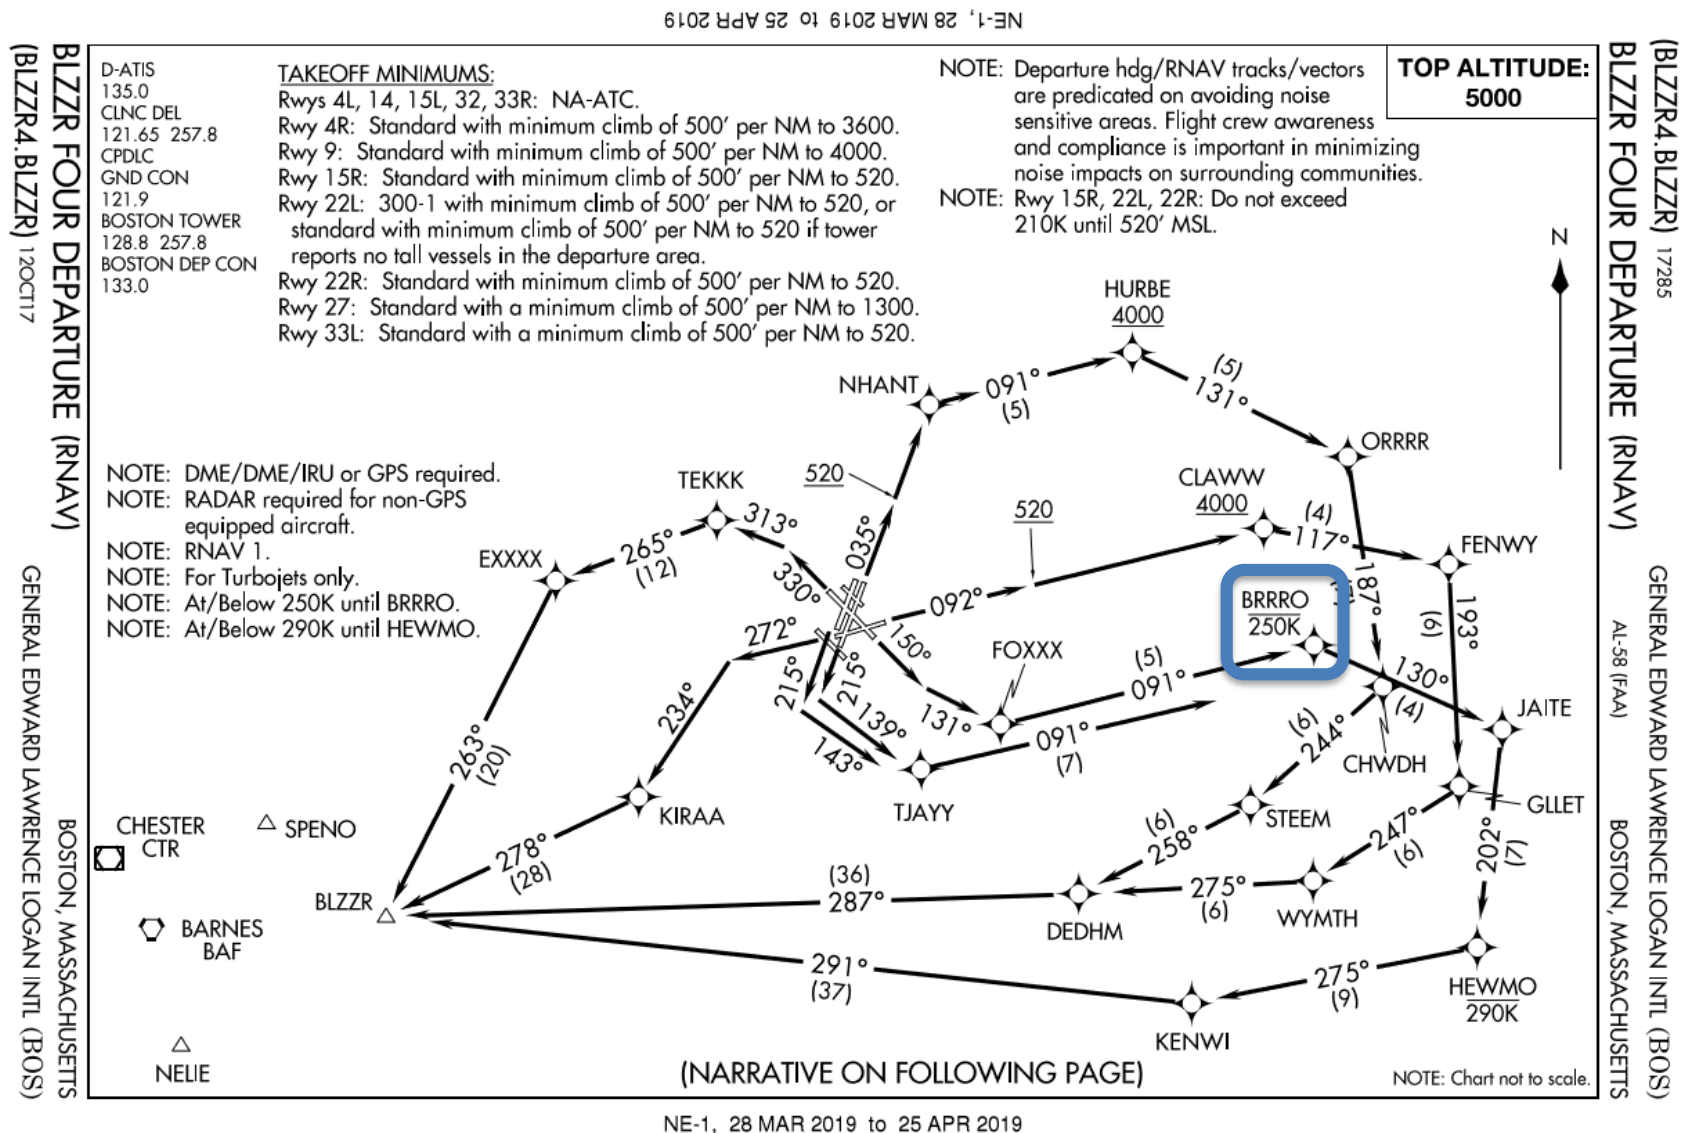 NE-1, 28 MAR 2019 to 25 APR 2019
(BLZZR4.BLZZR) 12OCT17
BLZZR FOUR DEPARTURE (RNAV)
GENERAL EDWARD LAWRENCE LOGAN INTL (BOS)
BOSTON, MASSACHUSETTS
D-ATIS
135.0
CLNC DEL
121.65 257.8
CPDLC
GND CON
121.9
BOSTON TOWER
128.8 257.8
BOSTON DEP CON
133.0
TAKEOFF MINIMUMS:
Rwys 4L, 14, 15L, 32, 33R: NA-ATC.
Rwy 4R: Standard with minimum climb of 500' per NM to 3600.
Rwy 9: Standard with minimum climb of 500' per NM to 4000.
Rwy 15R: Standard with minimum climb of 500' per NM to 520.
Rwy 22L: 300-1 with minimum climb of 500' per NM to 520, or
standard with minimum climb of 500' per NM to 520 if tower
reports no tall vessels in the departure area.
Rwy 22R: Standard with minimum climb of 500' per NM to 520.
Rwy 27: Standard with a minimum climb of 500' per NM to 1300.
Rwy 33L: Standard with a minimum climb of 500' per NM to 520.
NOTE: Departure hdg/RNAV tracks/vectors
are predicated on avoiding noise
sensitive areas. Flight crew awareness
and compliance is important in minimizing
noise impacts on surrounding communities.
NOTE: Rwy 15R, 22L, 22R: Do not exceed
210K until 520' MSL.
TOP ALTITUDE:
5000
N
NOTE: DME/DME/IRU or GPS required.
NOTE: RADAR required for non-GPS
equipped aircraft.
NOTE: RNAV 1.
NOTE: For Turbojets only.
NOTE: At/Below 250K until BRRRO.
NOTE: At/Below 290K until HEWMO.
HURBE
4000
NHANT
091°
(5)
(5)
131°
ORRRR
TEKKK
520
CLAWW
4000
520
(4)
117°
FENWY
313°
035°
EXXXX
265°
(12)
330°
092°
187°
BRRRO
250K
193°
(6)
272°
150°
FOXXX
(5)
091°
130°
(4)
215°
215°
234°
139°
143°
131°
091°
(7)
(6)
244°
CHWDH
JAITE
263°
(20)
KIRAA
TJAYY
STEEM
GLLET
247°
(6)
202°
(7)
CHESTER
CTR
SPENO
278°
(28)
(6)
258°
BLZZR
(36)
287°
275°
(6)
DEDHM
WYMTH
BARNES
BAF
291°
(37)
275°
(9)
HEWMO
290K
KENWI
NELIE
(NARRATIVE ON FOLLOWING PAGE)
NOTE: Chart not to scale.
BLZZR FOUR DEPARTURE (RNAV)
(BLZZR4.BLZZR) 17285
AL-58 (FAA)
BOSTON, MASSACHUSETTS
GENERAL EDWARD LAWRENCE LOGAN INTL (BOS)
NE-1, 28 MAR 2019 to 25 APR 2019